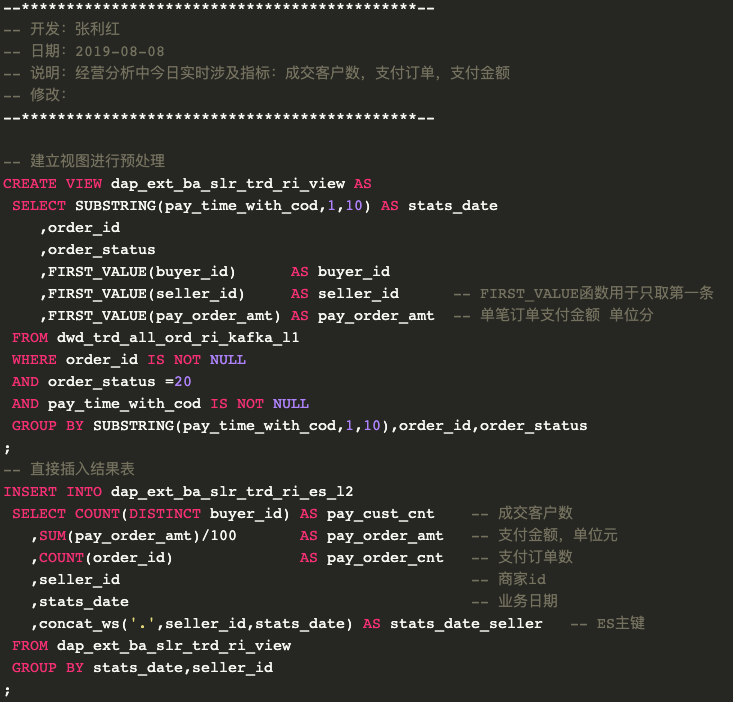 --********************************************--
-- 开发：张利红
-- 日期：2019-08-08
-- 说明：经营分析中今日实时涉及指标：成交客户数，支付订单，支付金额
-- 修改：
--********************************************--
-- 建立视图进行预处理
CREATE VIEW dap_ext_ba_slr_trd_ri_view AS
SELECT SUBSTRING(pay_time_with_cod,1,10) AS stats_date
,order_id
,order_status
,FIRST_VALUE(buyer_id) AS buyer_id
,FIRST_VALUE(seller_id) AS seller_id -- FIRST_VALUE函数用于只取第一条
,FIRST_VALUE(pay_order_amt) AS pay_order_amt -- 单笔订单支付金额 单位分
FROM dwd_trd_all_ord_ri_kafka_l1
WHERE order_id IS NOT NULL
AND order_status =20
AND pay_time_with_cod IS NOT NULL
GROUP BY SUBSTRING(pay_time_with_cod,1,10),order_id,order_status
;
-- 直接插入结果表
INSERT INTO dap_ext_ba_slr_trd_ri_es_l2
SELECT COUNT(DISTINCT buyer_id) AS pay_cust_cnt -- 成交客户数
,SUM(pay_order_amt)/100 AS pay_order_amt -- 支付金额，单位元
,COUNT(order_id) AS pay_order_cnt -- 支付订单数
,seller_id -- 商家id
,stats_date -- 业务日期
,concat_ws('.',seller_id,stats_date) AS stats_date_seller -- ES主键
FROM dap_ext_ba_slr_trd_ri_view
GROUP BY stats_date,seller_id
;